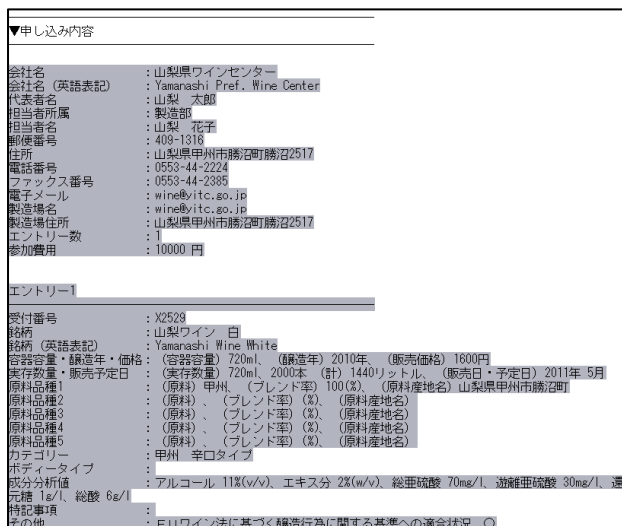 ▼申し込み内容
会社名 :山梨県ワインセンター
会社名（英語表記） :Yamanashi Pref. Wine Center
代表者名 :山梨 太郎
担当者所属 :製造部
担当者名 :山梨 花子
郵便番号 :409-1316
住所 :山梨県甲州市勝沼町勝沼2517
電話番号 :0553-44-2224
ファックス番号 :0553-44-2385
電子メール :wine@yitc.go.jp
製造場名 :wine@yitc.go.jp
製造場住所 :山梨県甲州市勝沼町勝沼2517
エントリー数 :1
参加費用 :10000 円
エントリー1
受付番号 :X2529
銘柄 :山梨ワイン 白
銘柄（英語表記） :Yamanashi Wine White
容器容量・醸造年・価格: （容器容量）720ml、（醸造年）2010年、（販売価格）1600円
実存数量・販売予定日 : （実存数量）720ml、2000本 （計）1440リットル、（販売日・予定日）2011年 5月
原料品種1 : （原料）甲州、（ブレンド率）100(%)、（原料産地名）山梨県甲州市勝沼町
原料品種2 : （原料）、（ブレンド率）(%)、（原料産地名）
原料品種3 : （原料）、（ブレンド率）(%)、（原料産地名）
原料品種4 : （原料）、（ブレンド率）(%)、（原料産地名）
原料品種5 : （原料）、（ブレンド率）(%)、（原料産地名）
カテゴリー :甲州 辛口タイプ
ボディータイプ :
成分分析値 :アルコール 11%(v/v)、エキス分 2%(w/v)、総亜硫酸 70mg/l、遊離亜硫酸 30mg/l、還
元糖 1g/l、総酸 6g/l
特記事項 :
その他 :ＥＵワイン法に基づく醸造行為に関する基準への適合状況 ○